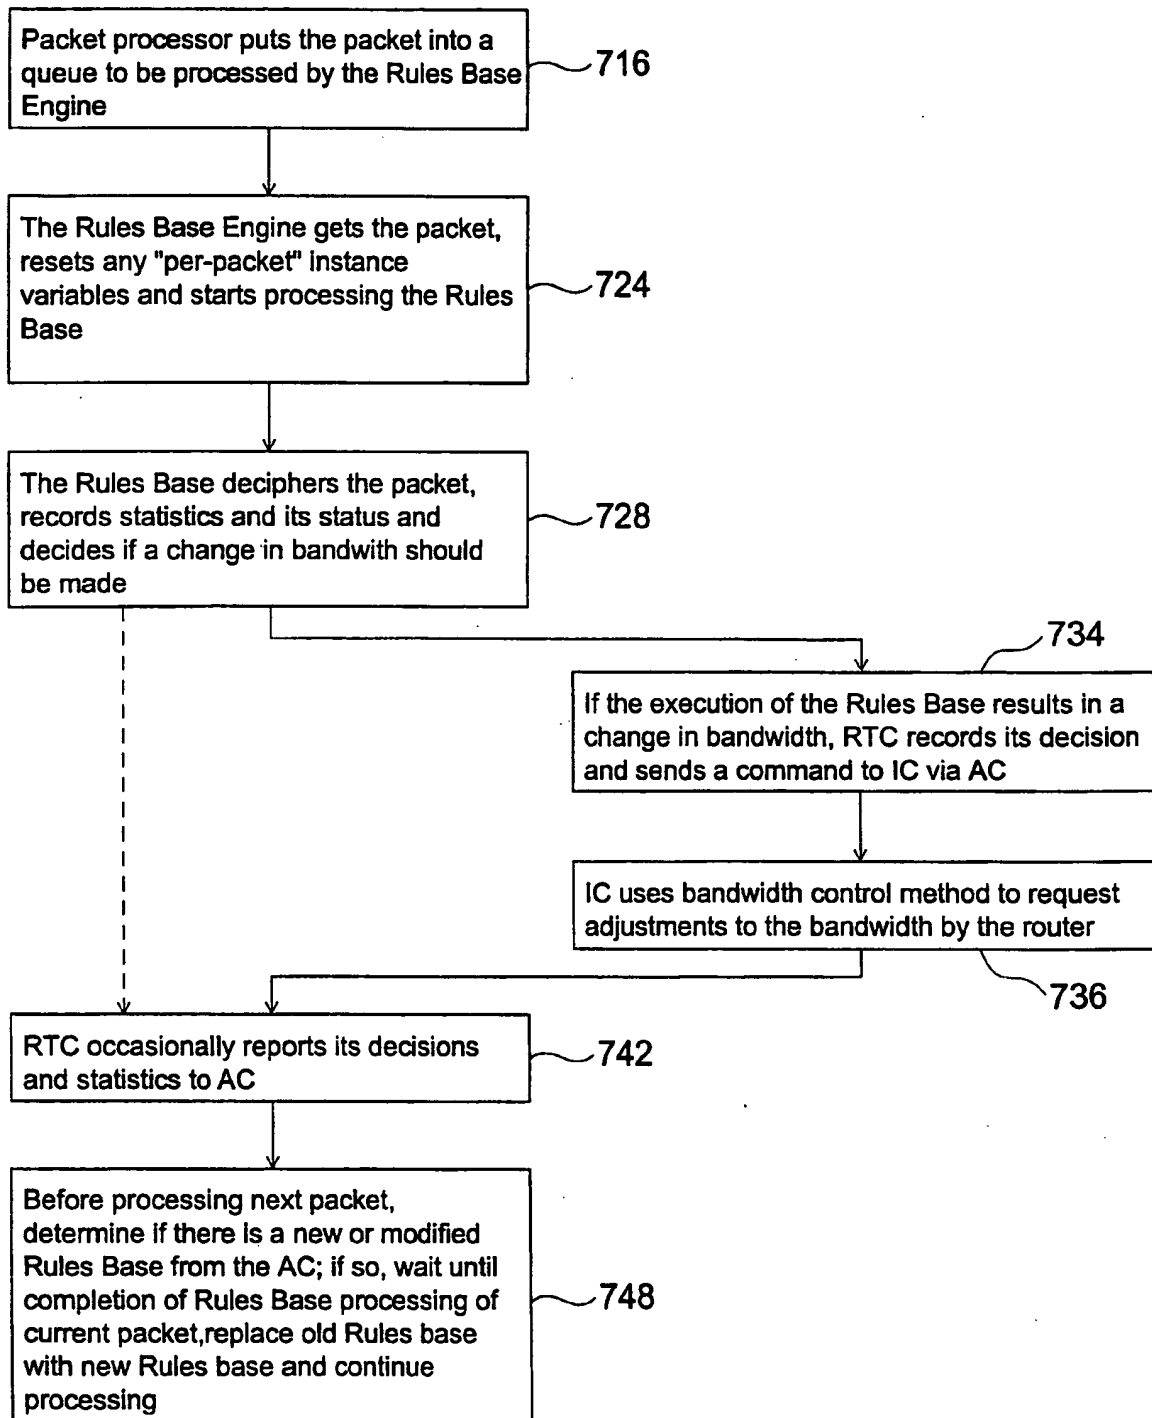 Packet processor puts the packet into a
queue to be processed by the Rules Base
Engine
716
The Rules Base Engine gets the packet,
resets any "per-packet" instance
variables and starts processing the Rules
Base
724
The Rules Base deciphers the packet,
records statistics and its status and
decides if a change in bandwith should
be made
728
734
If the execution of the Rules Base results in a
change in bandwidth, RTC records its decision
and sends a command to IC via AC
IC uses bandwidth control method to request
adjustments to the bandwidth by the router
736
RTC occasionally reports its decisions
and statistics to AC
742
Before processing next packet,
determine if there is a new or modified
Rules Base from the AC; if so, wait until
completion of Rules Base processing of
current packet,replace old Rules base
with new Rules base and continue
processing
748